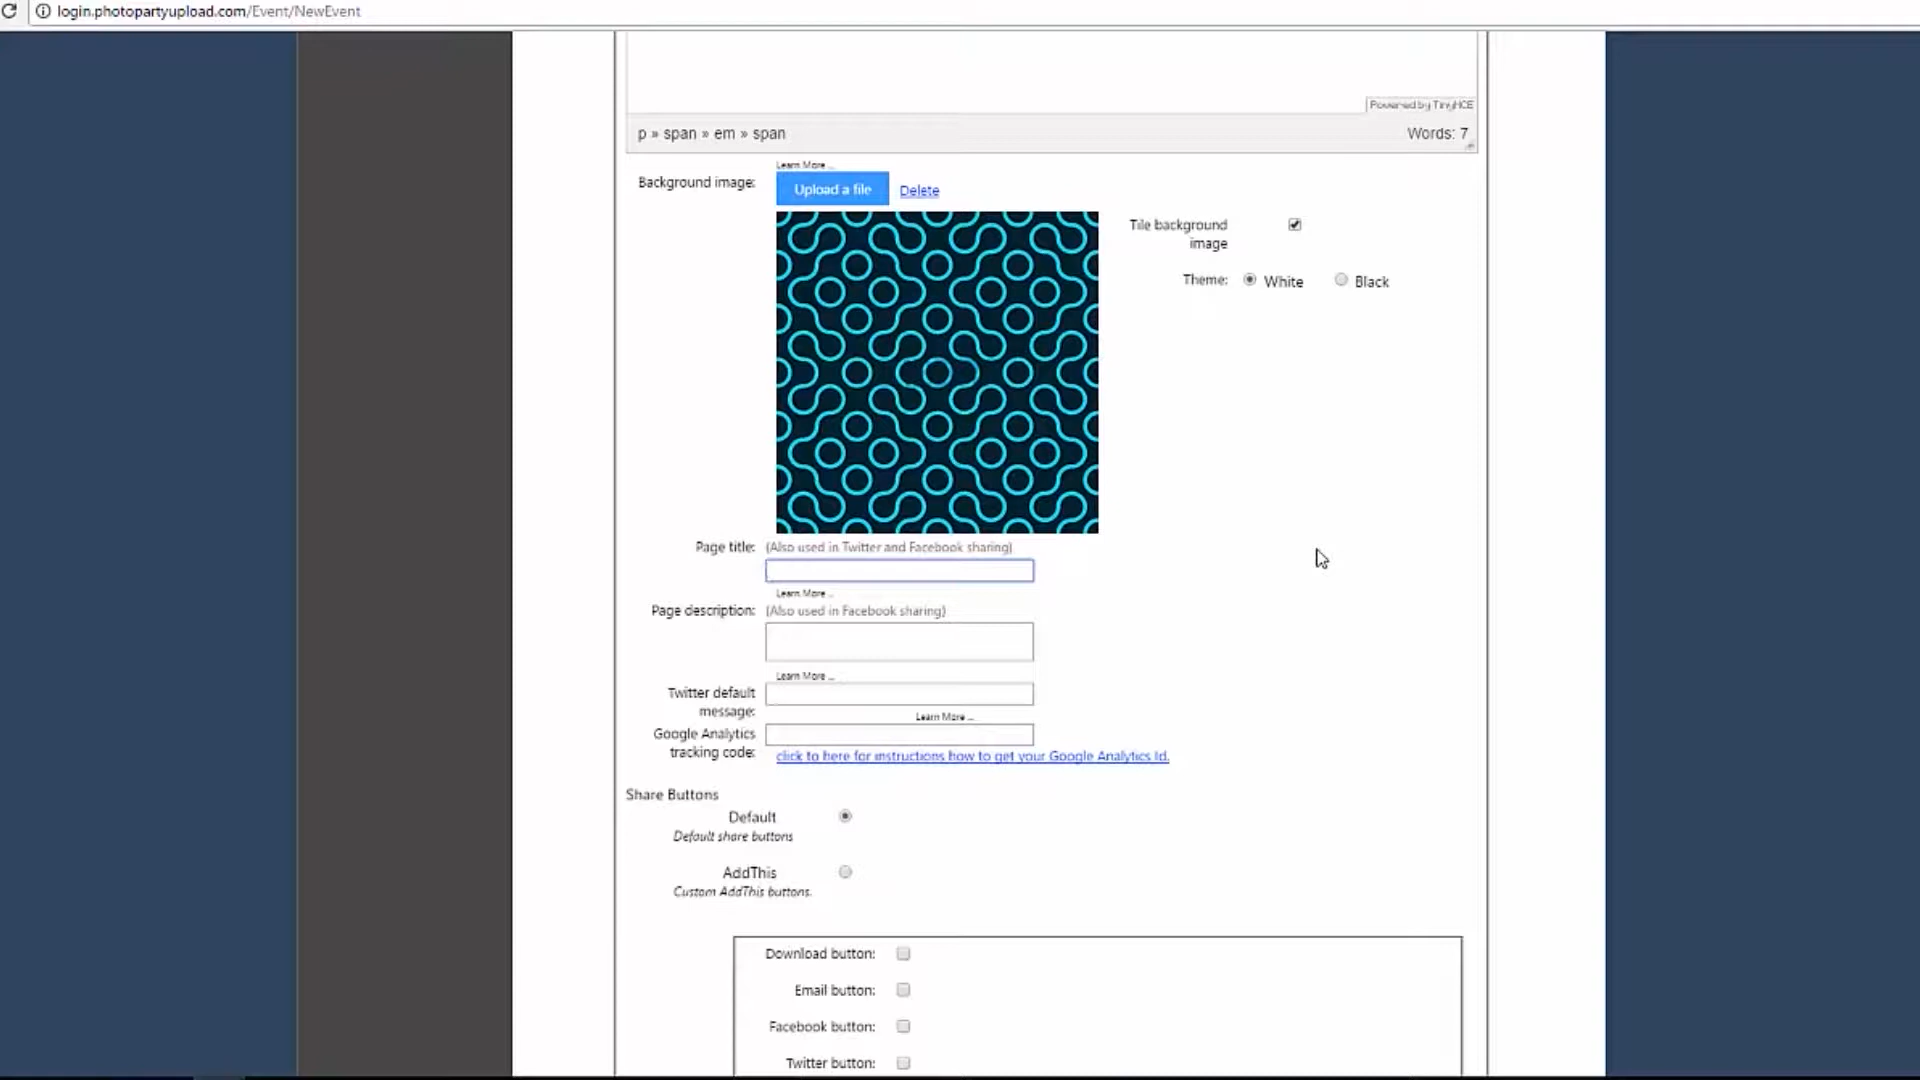 login.photopartyupload.com/Event/NewEvent
Powered by TinyMCE
p » span » em » span
Words: 7
Learn More ...
Background image:
Upload a file
Delete
Tile background
image
Theme:
White
Black
Page title:
(Also used in Twitter and Facebook sharing)
Learn More ...
Page description:
(Also used in Facebook sharing)
Learn More ...
Twitter default
message:
Learn More ...
Google Analytics
tracking code:
click to here for instructions how to get your Google Analytics Id.
Share Buttons
Default
Default share buttons
AddThis
Custom AddThis buttons.
Download button:
Email button:
Facebook button:
Twitter button: